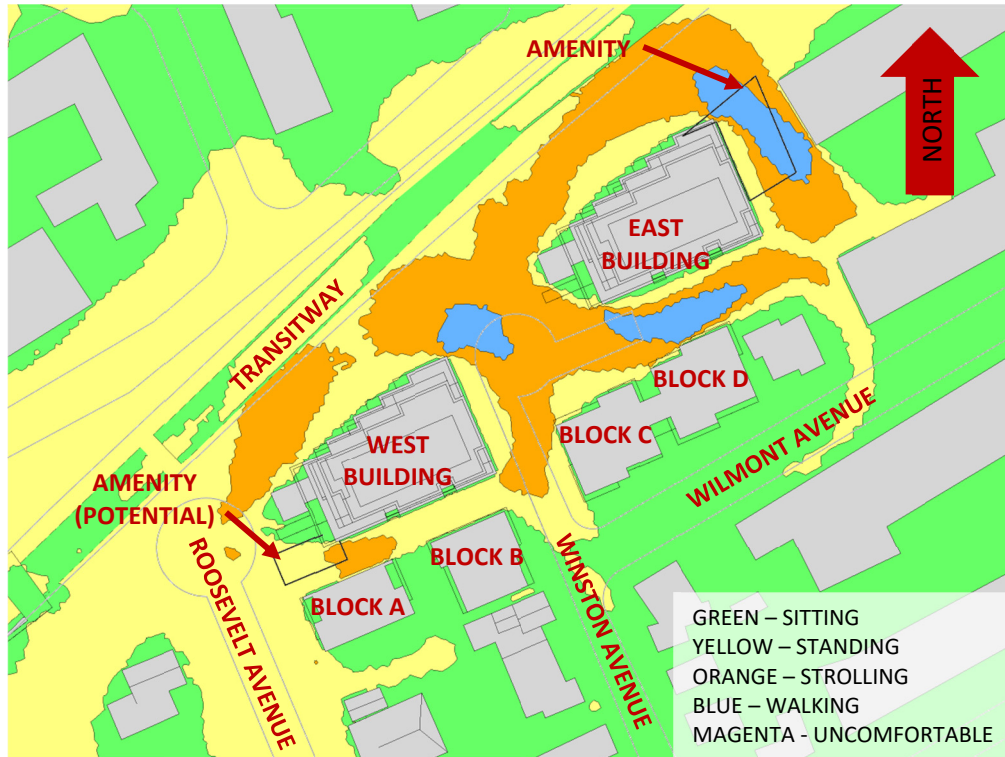 AMENITY
NORTH
EAST
BUILDING
TRANSITWAY
BLOCK D
BLOCK C
WEST
BUILDING
WILMONT AVENUE
AMENITY
(POTENTIAL)
ROOSEVELT AVENUE
BLOCK B
WINSTON AVENUE
BLOCK A
GREEN – SITTING
YELLOW – STANDING
ORANGE – STROLLING
BLUE – WALKING
MAGENTA - UNCOMFORTABLE